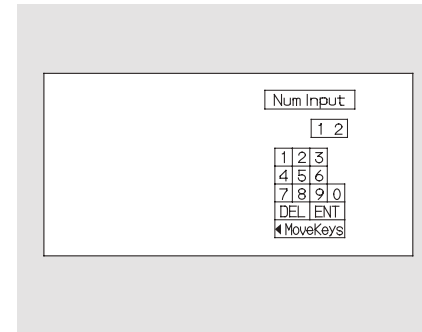 Num Input
1 2
1 2 3
4 5 6
7 8 9 0
DEL ENT
◀MoveKeys